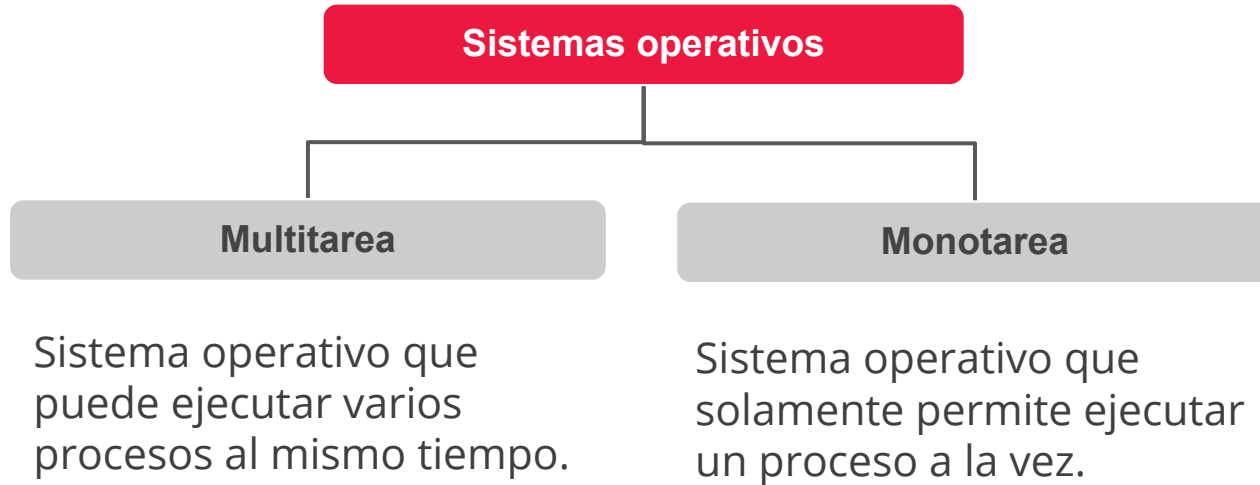 Sistemas operativos
Multitarea
Monotarea
Sistema operativo que
puede ejecutar varios
procesos al mismo tiempo.
Sistema operativo que
solamente permite ejecutar
un proceso a la vez.